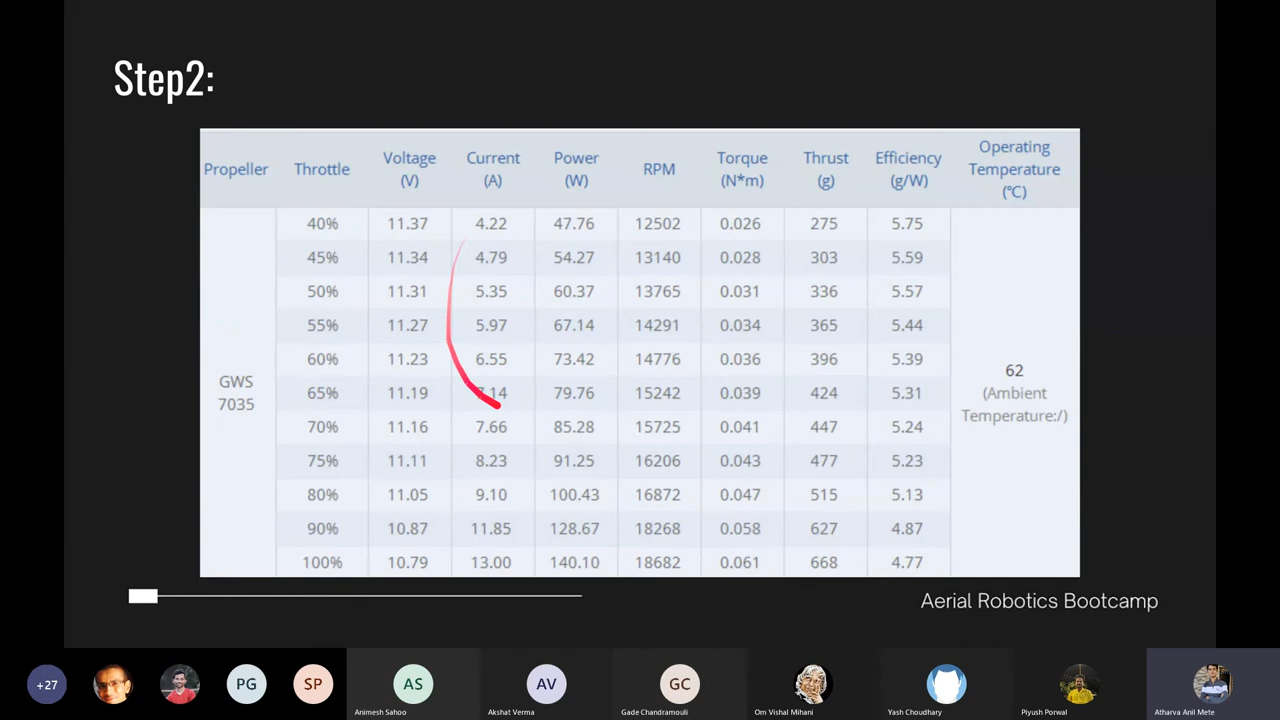 Step2:
Propeller Throttle Voltage (V) Current (A) Power (W) RPM Torque (N*m) Thrust (g) Efficiency (g/W) Operating Temperature (℃)
40% 11.37 4.22 47.76 12502 0.026 275 5.75
45% 11.34 4.79 54.27 13140 0.028 303 5.59
50% 11.31 5.35 60.37 13765 0.031 336 5.57
55% 11.27 5.97 67.14 14291 0.034 365 5.44
60% 11.23 6.55 73.42 14776 0.036 396 5.39
65% 11.19 7.14 79.76 15242 0.039 424 5.31
70% 11.16 7.66 85.28 15725 0.041 447 5.24
75% 11.11 8.23 91.25 16206 0.043 477 5.23
80% 11.05 9.10 100.43 16872 0.047 515 5.13
90% 10.87 11.85 128.67 18268 0.058 627 4.87
100% 10.79 13.00 140.10 18682 0.061 668 4.77
GWS
7035
62
(Ambient
Temperature:/)
Aerial Robotics Bootcamp
+27 PG SP AS AV GC
Animesh Sahoo Akshat Verma Gade Chandramouli Om Vishal Mihani Yash Choudhary Piyush Porwal Atharva Anil Mete